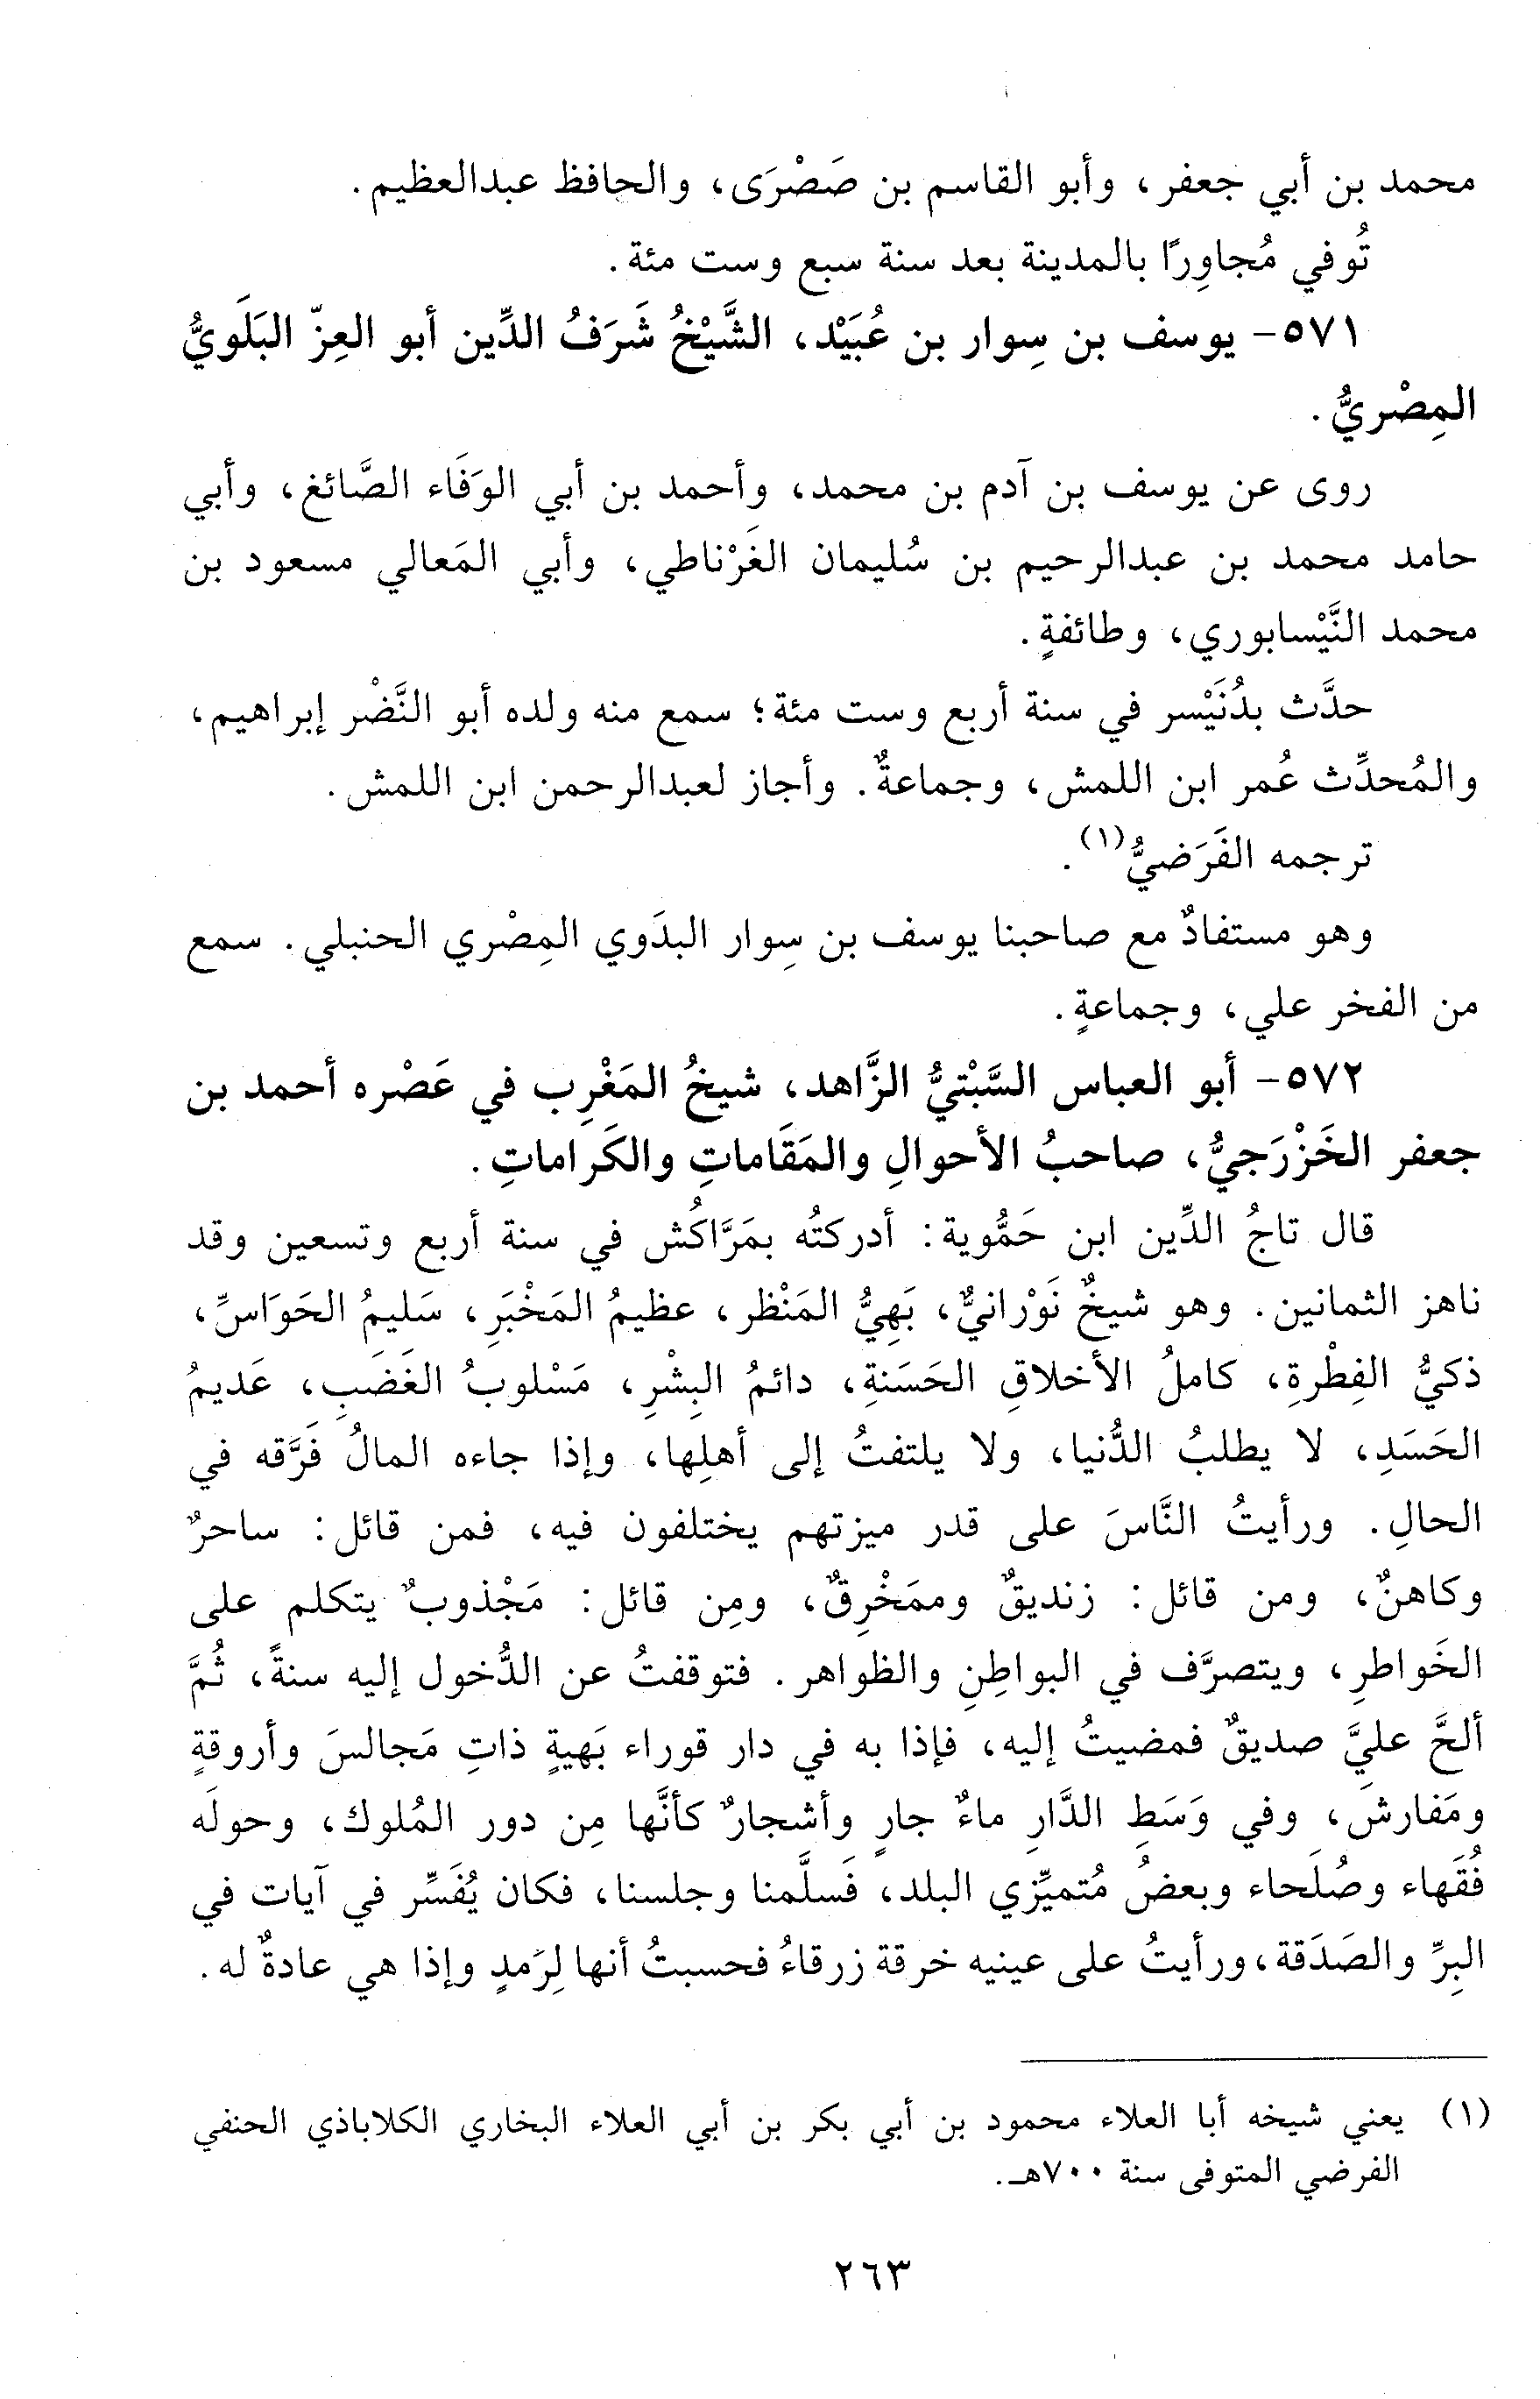 محمد بن أبي جعفر، وأبو القاسم بن صَصْرَى، والحافظ عبدالعظيم.
تُوفي مُجاوِرًا بالمدينة بعد سنة سبع وست مئة.
٥٧١- يوسف بن سِوار بن عُبَيْد، الشَّيْخُ شَرَفُ الدِّين أبو العِزّ البَلَويُّ
المِصْريُّ.
روى عن يوسف بن آدم بن محمد، وأحمد بن أبي الوَفَاء الصَّائغ، وأبي
حامد محمد بن عبدالرحيم بن سُليمان الغَرْناطي، وأبي المَعالي مسعود بن
محمد النَّيْسابوري، وطائفةٍ.
حدَّث بدُنَيْسر في سنة أربع وست مئة؛ سمع منه ولده أبو النَّضْر إبراهيم،
والمُحدِّث عُمر ابن اللمش، وجماعةٌ. وأجاز لعبدالرحمن ابن اللمش.
ترجمه الفَرَضيُّ(١).
وهو مستفادٌ مع صاحبنا يوسف بن سِوار البدَوي المِصْري الحنبلي. سمع
من الفخر علي، وجماعةٍ.
٥٧٢- أبو العباس السَّبْتيُّ الزَّاهد، شيخُ المَغْرِب في عَصْره أحمد بن
جعفر الخَزْرَجيُّ، صاحبُ الأحوالِ والمَقَاماتِ والكَراماتِ.
قال تاجُ الدِّين ابن حَمُّوية: أدركتُه بمَرَّاكُش في سنة أربع وتسعين وقد
ناهز الثمانين. وهو شيخٌ نَوْرانيٌّ، بَهِيُّ المَنْظر، عظيمُ المَخْبَرِ، سَليمُ الحَوَاسِّ،
ذكيُّ الفِطْرةِ، كاملُ الأخلاقِ الحَسَنةِ، دائمُ البِشْرِ، مَسْلوبُ الغَضَبِ، عَديمُ
الحَسَدِ، لا يطلبُ الدُّنيا، ولا يلتفتُ إلى أهلِها، وإذا جاءه المالُ فَرَّقه في
الحالِ. ورأيتُ النَّاسَ على قدر ميزتهم يختلفون فيه، فمن قائل: ساحرٌ
وكاهنٌ، ومن قائل: زنديقٌ وممَخْرِقٌ، ومِن قائل: مَجْذوبٌ يتكلم على
الخَواطرِ، ويتصرَّف في البواطِنِ والظواهر. فتوقفتُ عن الدُّخول إليه سنةً، ثُمَّ
ألحَّ عليَّ صديقٌ فمضيتُ إليه، فإذا به في دار قوراء بَهيةٍ ذاتِ مَجالسَ وأروقةٍ
ومَفارشَ، وفي وَسَطِ الدَّارِ ماءٌ جارٍ وأشجارٌ كأنَّها مِن دور المُلوك، وحولَه
فُقَهاء وصُلَحاء وبعضُ مُتميِّزي البلد، فَسلَّمنا وجلسنا، فكان يُفَسِّر في آيات في
البِرِّ والصَدَقة، ورأيتُ على عينيه خرقة زرقاءُ فحسبتُ أنها لِرَمدٍ وإذا هي عادةٌ له.
(١) يعني شيخه أبا العلاء محمود بن أبي بكر بن أبي العلاء البخاري الكلاباذي الحنفي
الفرضي المتوفى سنة ٧٠٠هـ.
٢٦٣